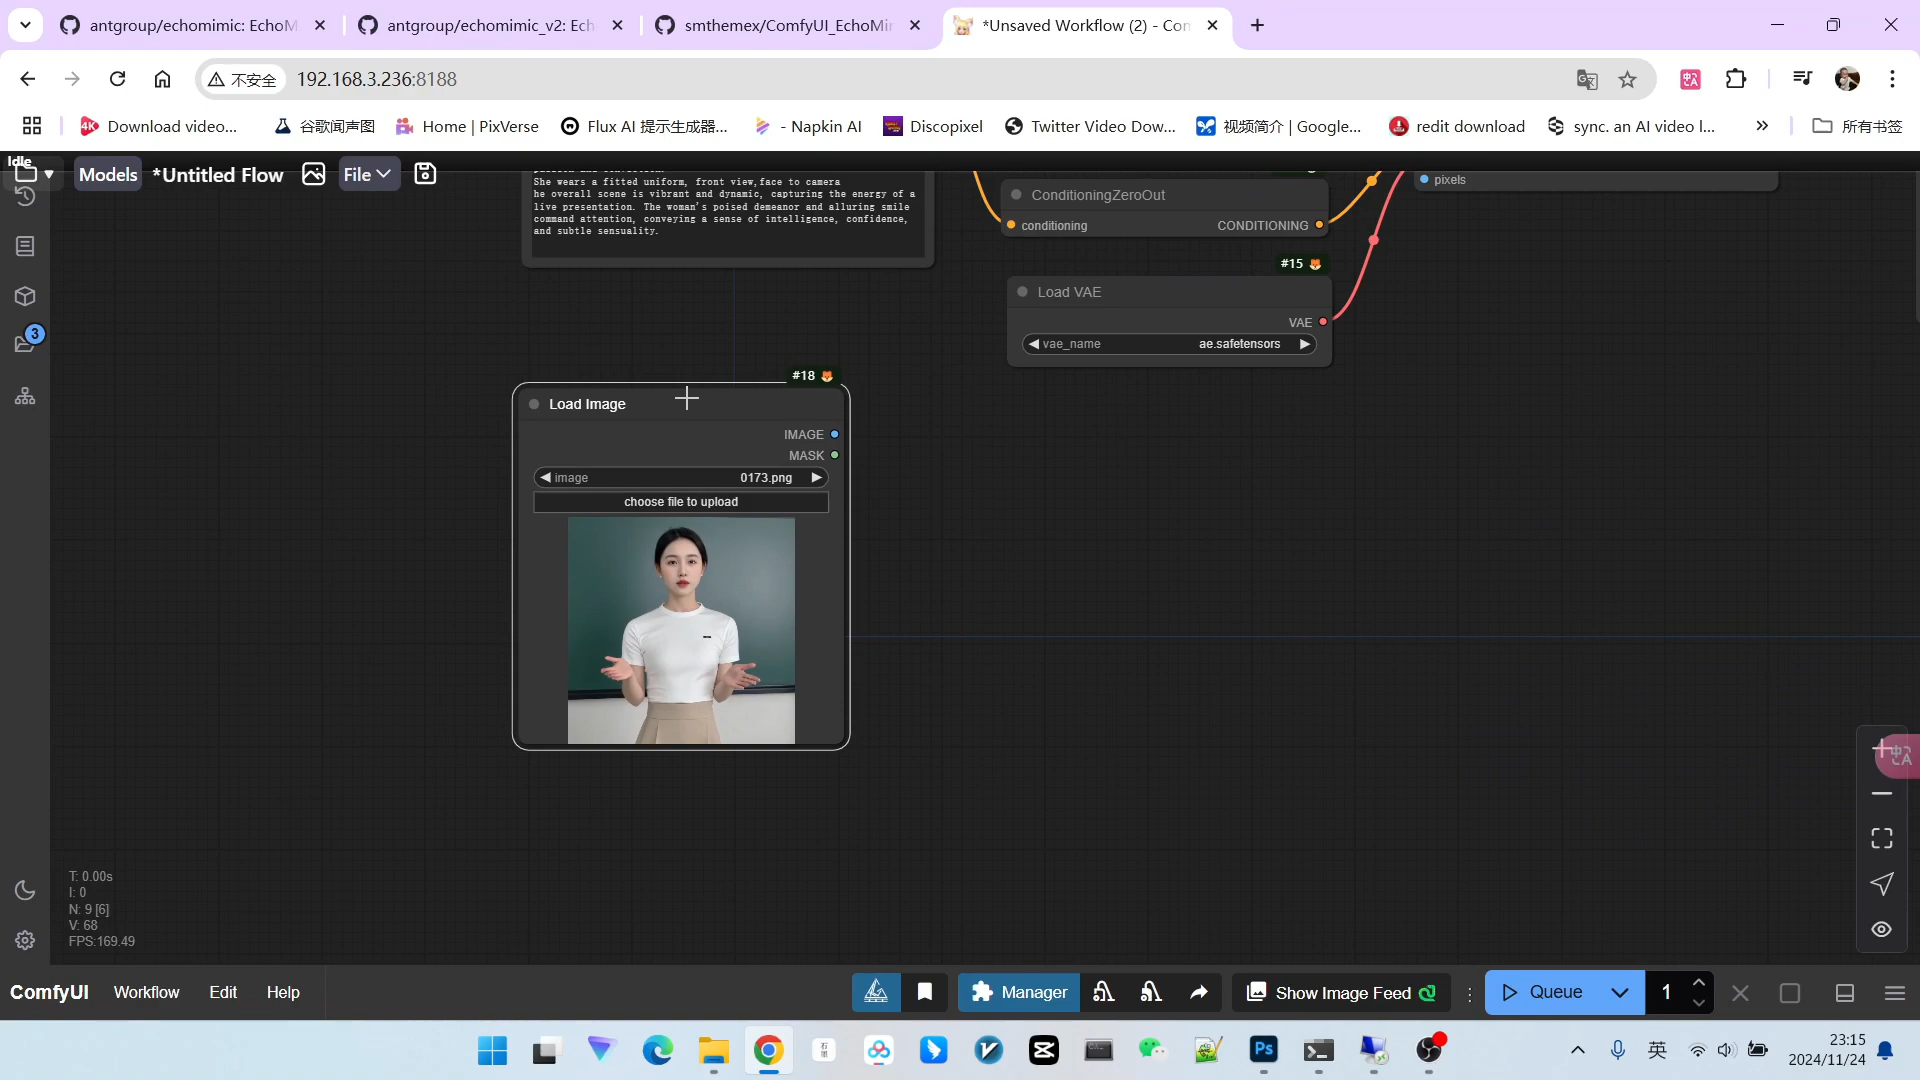 antgroup/echomimic: EchoM
antgroup/echomimic_v2: Ech
smthemex/ComfyUI_EchoMim
*Unsaved Workflow (2) - Con
不安全
192.168.3.236:8188
Download video...
谷歌闻声图
Home | PixVerse
Flux AI 提示生成器...
- Napkin AI
Discopixel
Twitter Video Dow...
视频简介 | Google...
redit download
sync. an AI video l...
所有书签
Idle
Models
*Untitled Flow
File
She wears a fitted uniform, front view,face to camera
he overall scene is vibrant and dynamic, capturing the energy of a
live presentation. The woman's poised demeanor and alluring smile
command attention, conveying a sense of intelligence, confidence,
and subtle sensuality.
ConditioningZeroOut
conditioning
CONDITIONING
pixels
#15
Load VAE
VAE
vae_name
ae.safetensors
3
#18
Load Image
IMAGE
MASK
image
0173.png
choose file to upload
T: 0.00s
I: 0
N: 9 [6]
V: 68
FPS:169.49
ComfyUI
Workflow
Edit
Help
Manager
Show Image Feed
Queue
1
Ps
英
23:15
2024/11/24